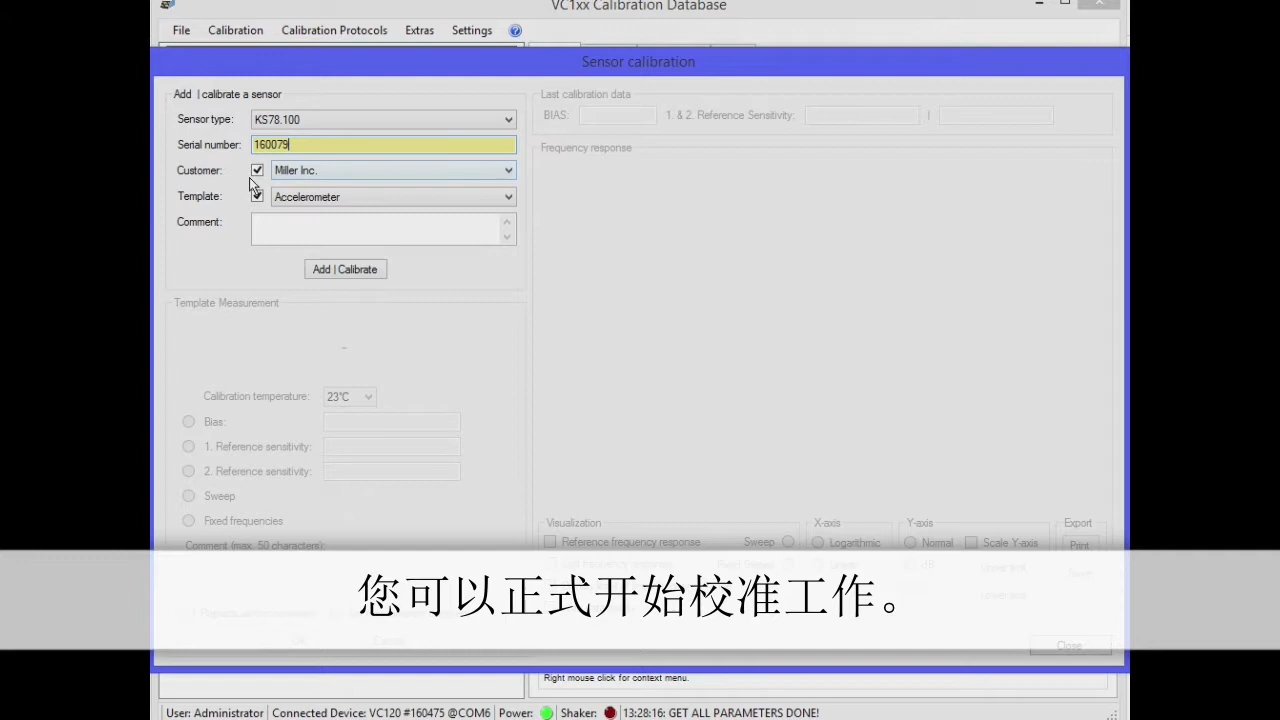 VC1xx Calibration Database
File Calibration Calibration Protocols Extras Settings
Sensor calibration
Add | calibrate a sensor
Sensor type: KS78.100
Serial number: 160079
Customer: Miller Inc.
Template: Accelerometer
Comment:
Add | Calibrate
Template Measurement
-
Calibration temperature: 23°C
Bias:
1. Reference sensitivity:
2. Reference sensitivity:
Sweep
Fixed frequencies
Comment (max. 50 characters):
Last calibration data
BIAS: 1. & 2. Reference Sensitivity: |
Frequency response
Visualization X-axis Y-axis Export
Reference frequency response Sweep Logarithmic Normal Scale Y-axis Print
您可以正式开始校准工作。
Close
Right mouse click for context menu.
User: Administrator Connected Device: VC120 #160475 @COM6 Power: Shaker: 13:28:16: GET ALL PARAMETERS DONE!